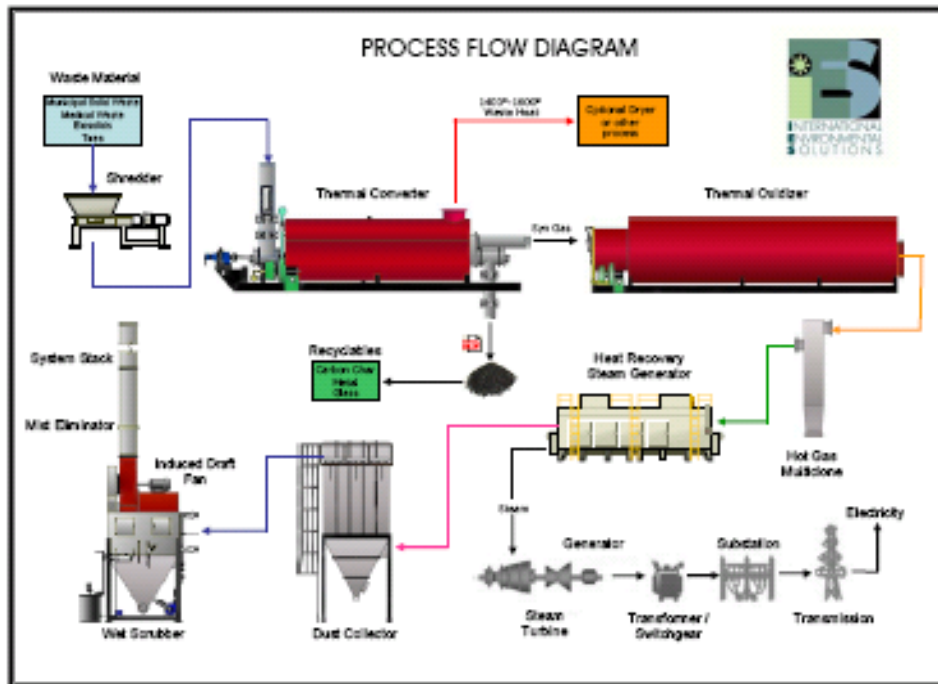 PROCESS FLOW DIAGRAM
INTERNATIONAL
ENVIRONMENTAL
SOLUTIONS
Waste Material
Municipal Solid Waste
Medical Waste
Biosolids
Tires
1400º-1600º
Waste Heat
Optional Dryer
or other
process
Shredder
Thermal Converter
Thermal Oxidizer
Syn Gas
System Stack
Recyclables
Carbon Char
Metal
Glass
Heat Recovery
Steam Generator
Mist Eliminator
Induced Draft
Fan
Hot Gas
Multiclone
Steam
Electricity
Generator
Substation
Wet Scrubber
Dust Collector
Steam
Turbine
Transformer /
Switchgear
Transmission